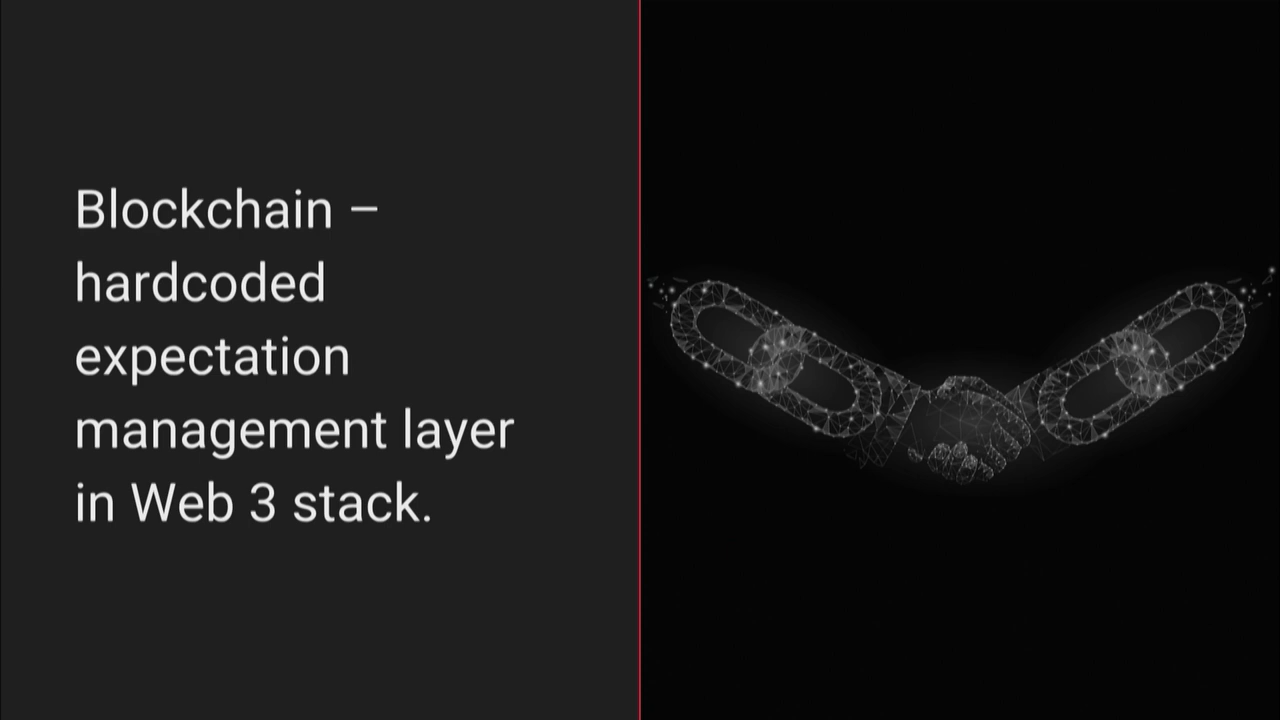 Blockchain –
hardcoded
expectation
management layer
in Web 3 stack.